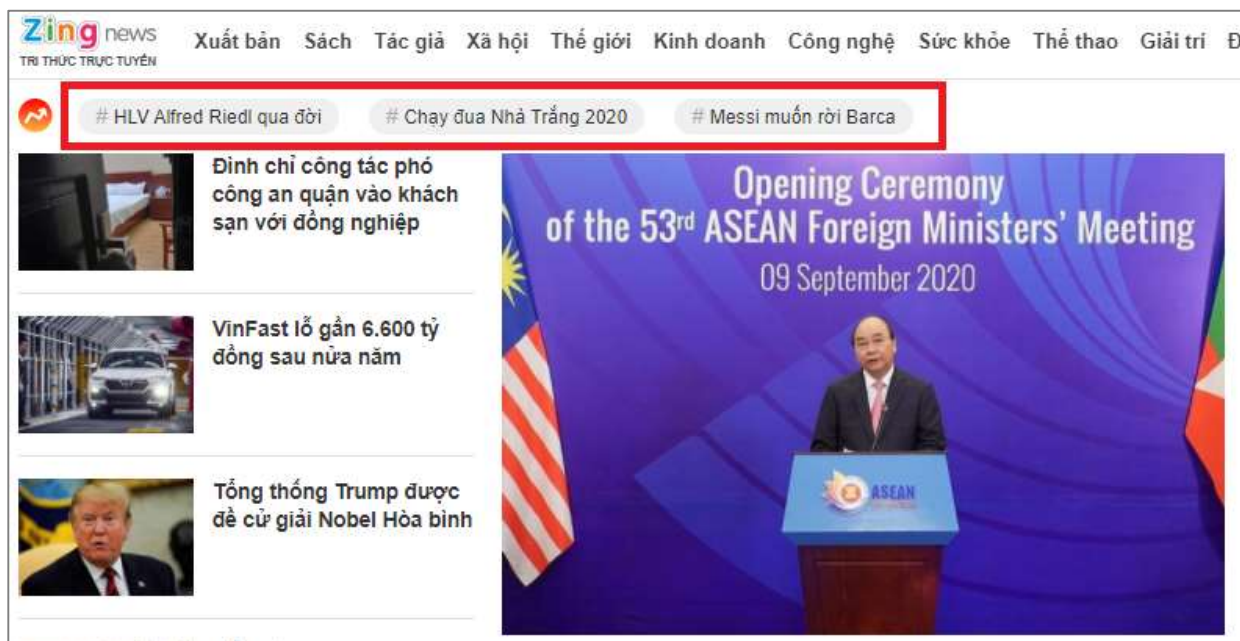 Zing news
TRI THỨC TRỰC TUYẾN
Xuất bản Sách Tác giả Xã hội Thế giới Kinh doanh Công nghệ Sức khỏe Thể thao Giải trí
# HLV Alfred Riedl qua đời # Chạy đua Nhà Trắng 2020 # Messi muốn rời Barca
Đình chỉ công tác phó
công an quận vào khách
sạn với đồng nghiệp
VinFast lỗ gần 6.600 tỷ
đồng sau nửa năm
Tổng thống Trump được
đề cử giải Nobel Hòa bình
Opening Ceremony
of the 53rd ASEAN Foreign Ministers' Meeting
09 September 2020
ASEAN